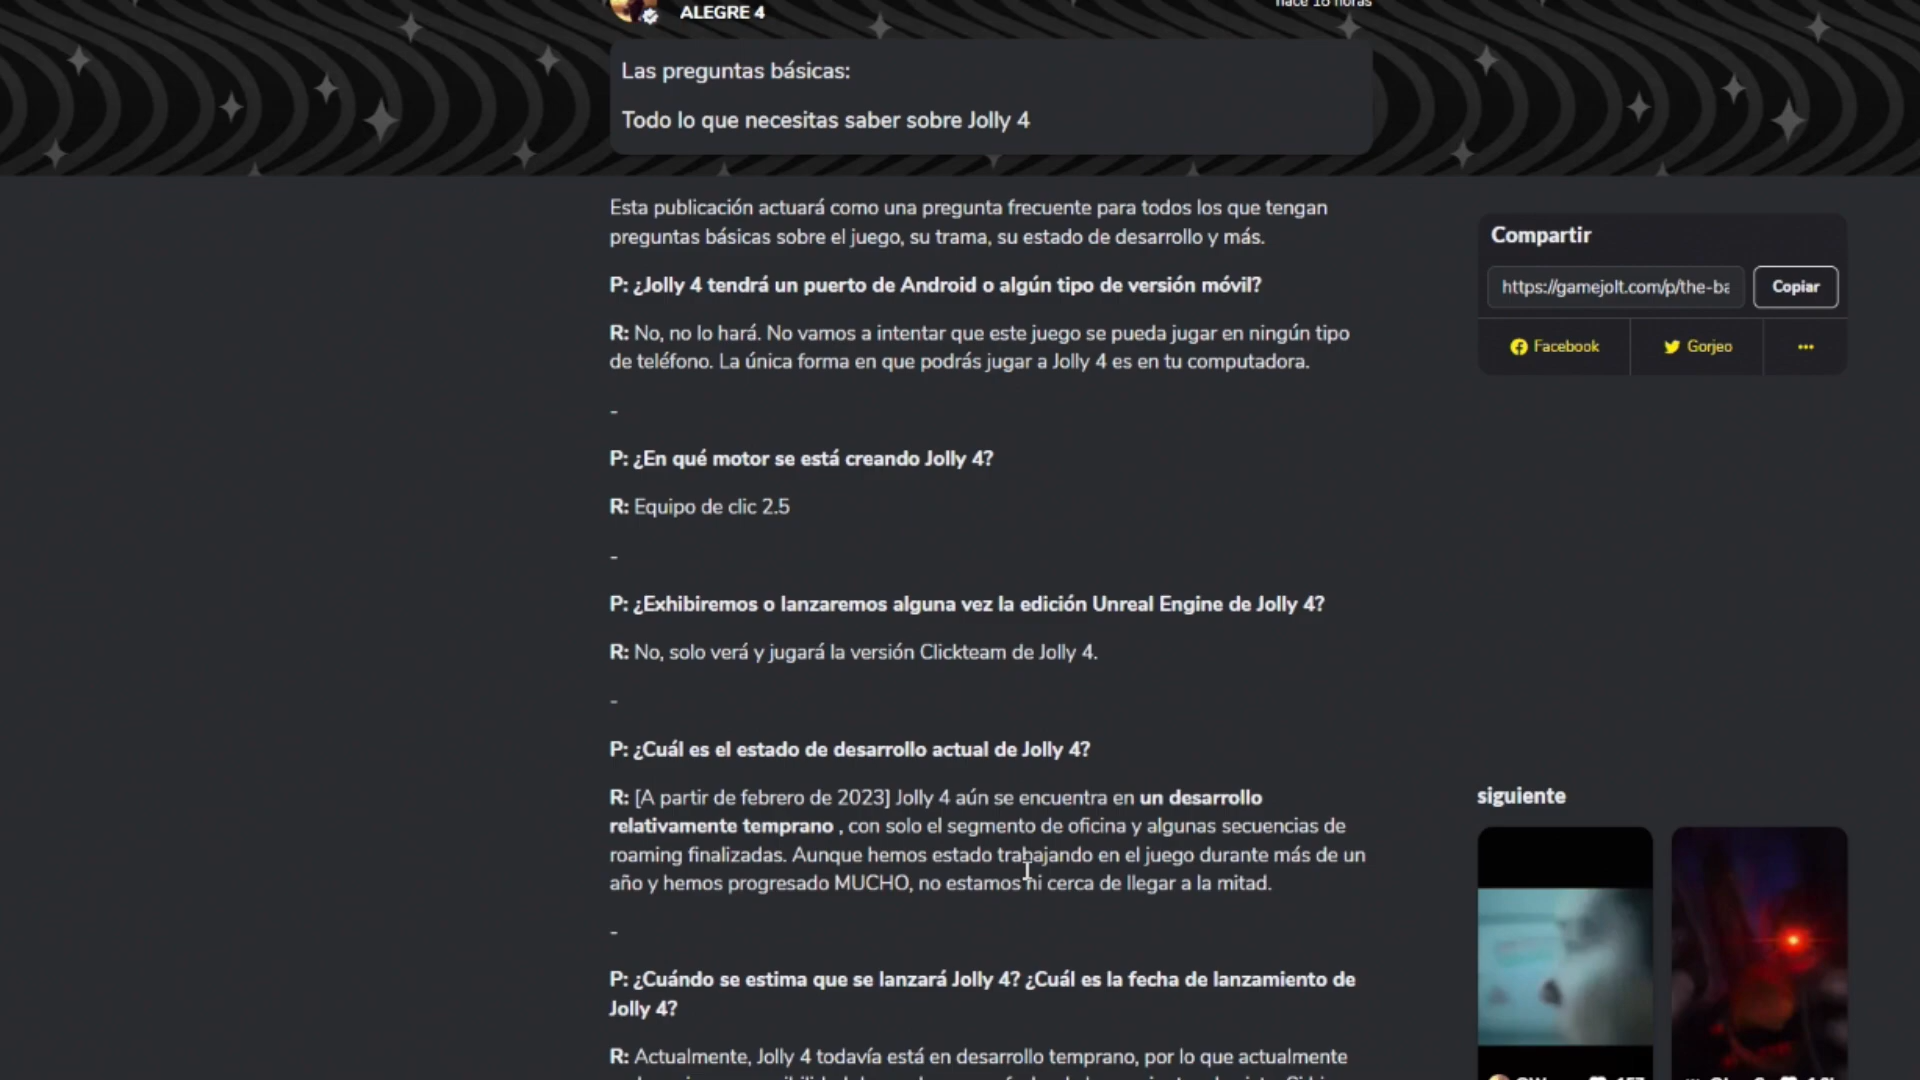 ALEGRE 4
hace 18 horas
Las preguntas básicas:
Todo lo que necesitas saber sobre Jolly 4
Esta publicación actuará como una pregunta frecuente para todos los que tengan
preguntas básicas sobre el juego, su trama, su estado de desarrollo y más.
P: ¿Jolly 4 tendrá un puerto de Android o algún tipo de versión móvil?
R: No, no lo hará. No vamos a intentar que este juego se pueda jugar en ningún tipo
de teléfono. La única forma en que podrás jugar a Jolly 4 es en tu computadora.
-
P: ¿En qué motor se está creando Jolly 4?
R: Equipo de clic 2.5
-
P: ¿Exhibiremos o lanzaremos alguna vez la edición Unreal Engine de Jolly 4?
R: No, solo verá y jugará la versión Clickteam de Jolly 4.
-
P: ¿Cuál es el estado de desarrollo actual de Jolly 4?
R: [A partir de febrero de 2023] Jolly 4 aún se encuentra en un desarrollo
relativamente temprano , con solo el segmento de oficina y algunas secuencias de
roaming finalizadas. Aunque hemos estado trabajando en el juego durante más de un
año y hemos progresado MUCHO, no estamos ni cerca de llegar a la mitad.
-
P: ¿Cuándo se estima que se lanzará Jolly 4? ¿Cuál es la fecha de lanzamiento de
Jolly 4?
R: Actualmente, Jolly 4 todavía está en desarrollo temprano, por lo que actualmente
Compartir
https://gamejolt.com/p/the-ba
Copiar
Facebook
Gorjeo
siguiente